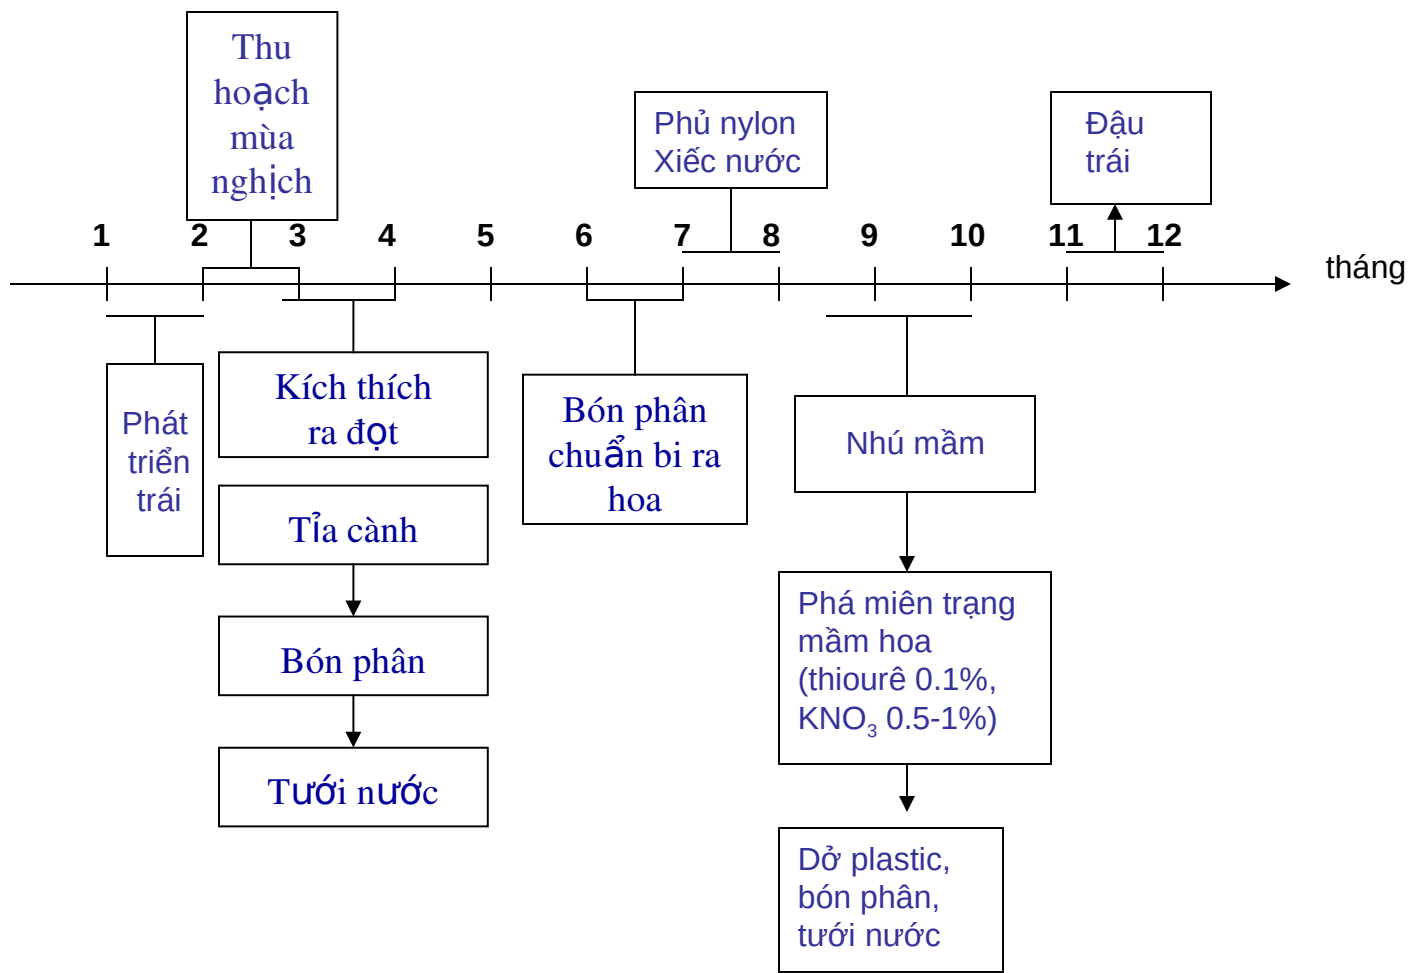 Thu
hoạch
mùa
nghịch
Phủ nylon
Xiếc nước
Đậu
trái
1 2 3 4 5 6 7 8 9 10 11 12
tháng
Phát
triển
trái
Kích thích
ra đọt
Tỉa cành
Bón phân
Tưới nước
Bón phân
chuẩn bi ra
hoa
Nhú mầm
Phá miên trạng
mầm hoa
(thiourê 0.1%,
KNO₃ 0.5-1%)
Dở plastic,
bón phân,
tưới nước